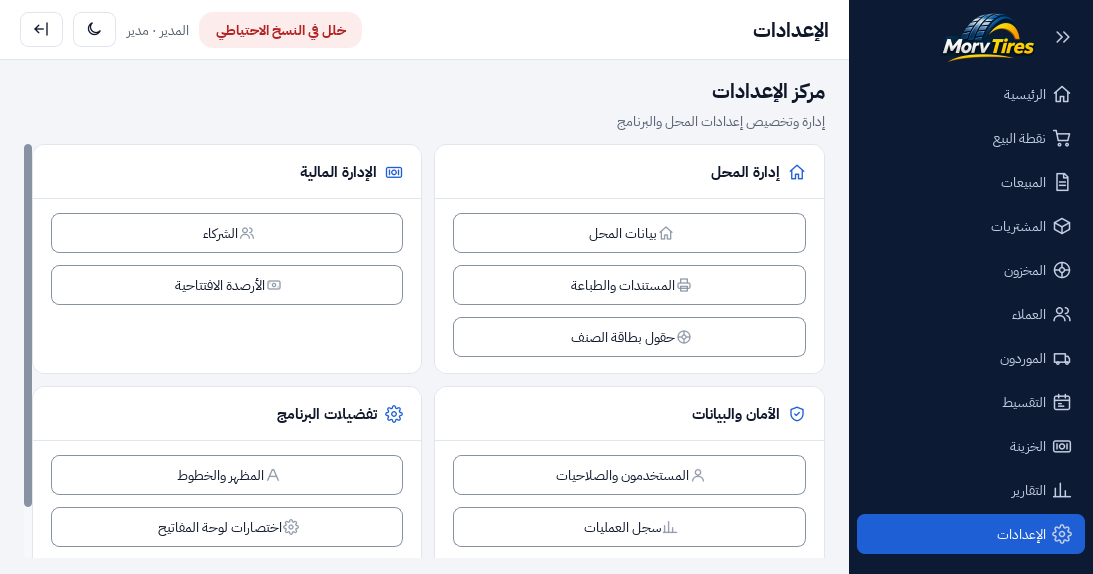 MorvTires
الرئيسية
نقطة البيع
المبيعات
المشتريات
المخزون
العملاء
الموردون
التقسيط
الخزينة
التقارير
الإعدادات
الإعدادات
خلل في النسخ الاحتياطي
المدير · مدير
مركز الإعدادات
إدارة وتخصيص إعدادات المحل والبرنامج
إدارة المحل
بيانات المحل
المستندات والطباعة
حقول بطاقة الصنف
الإدارة المالية
الشركاء
الأرصدة الافتتاحية
الأمان والبيانات
المستخدمون والصلاحيات
سجل العمليات
تفضيلات البرنامج
المظهر والخطوط
اختصارات لوحة المفاتيح